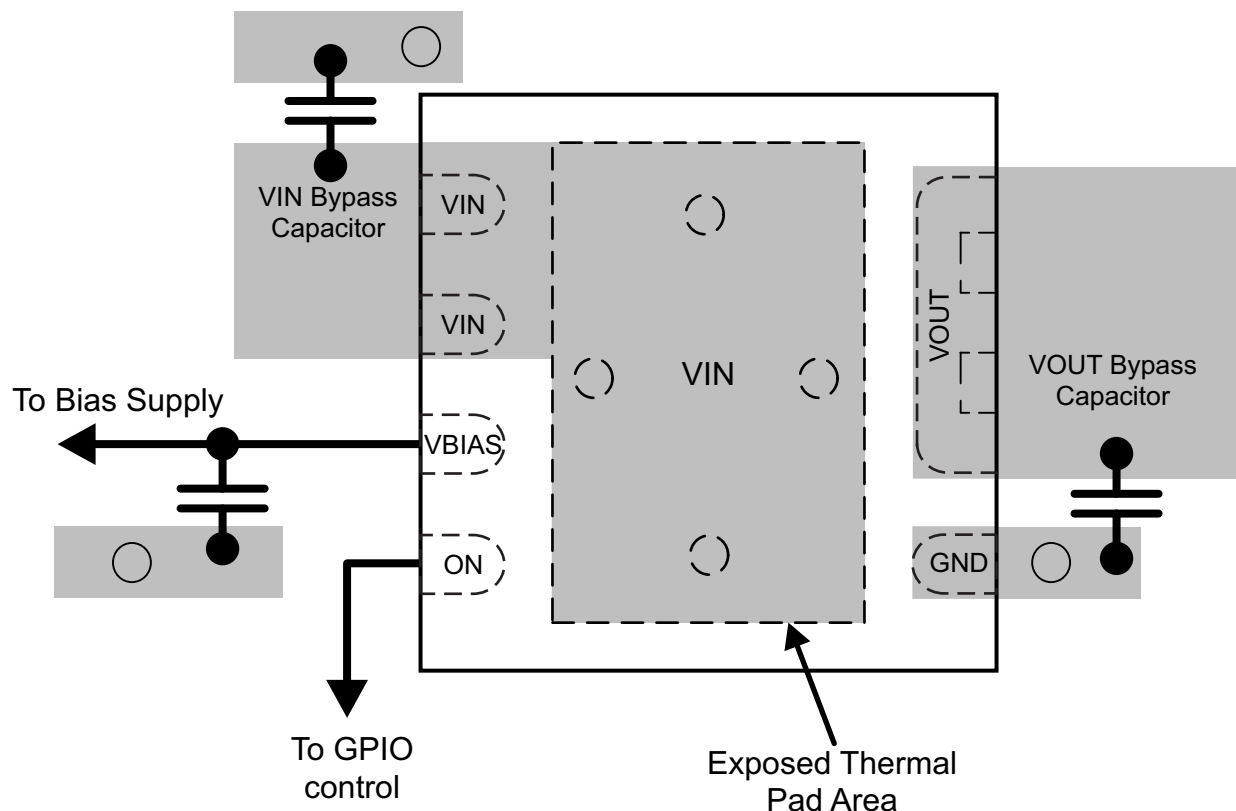 VIN Bypass
Capacitor
VIN
VIN
VIN
VOUT
VOUT Bypass
Capacitor
To Bias Supply
VBIAS
ON
GND
To GPIO
control
Exposed Thermal
Pad Area